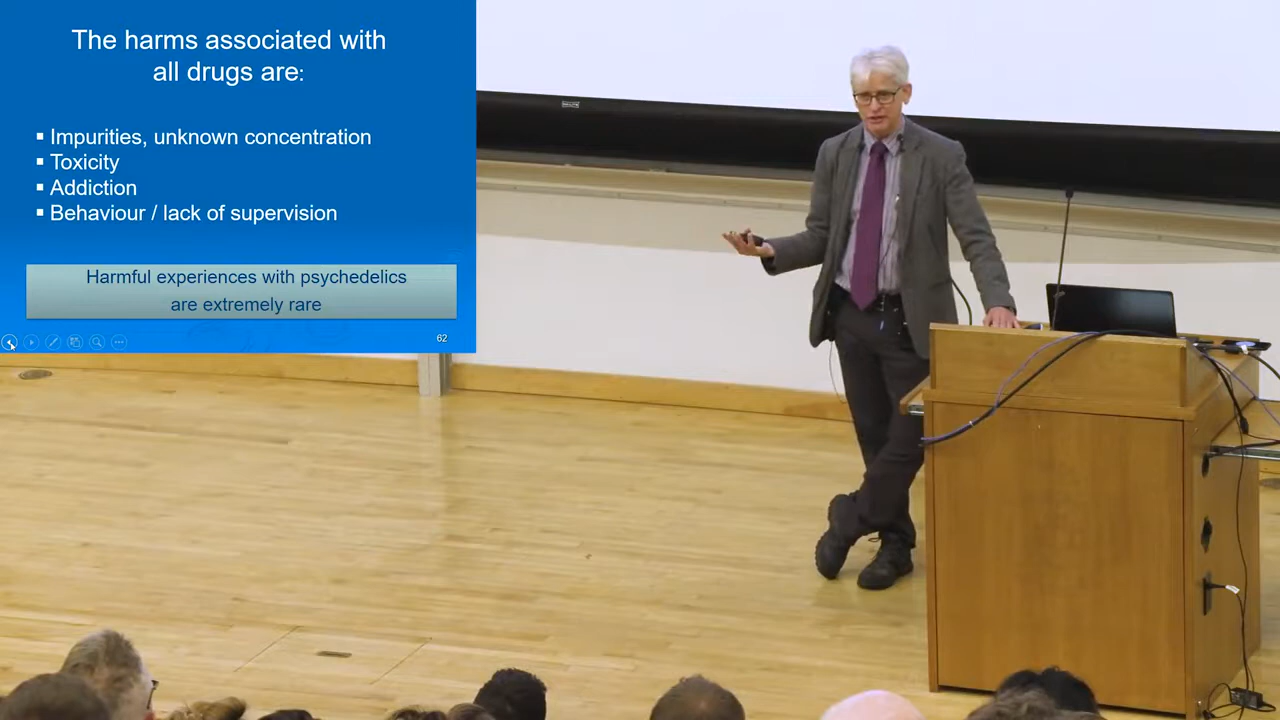 The harms associated with
all drugs are:
▪ Impurities, unknown concentration
▪ Toxicity
▪ Addiction
▪ Behaviour / lack of supervision
Harmful experiences with psychedelics
are extremely rare
62